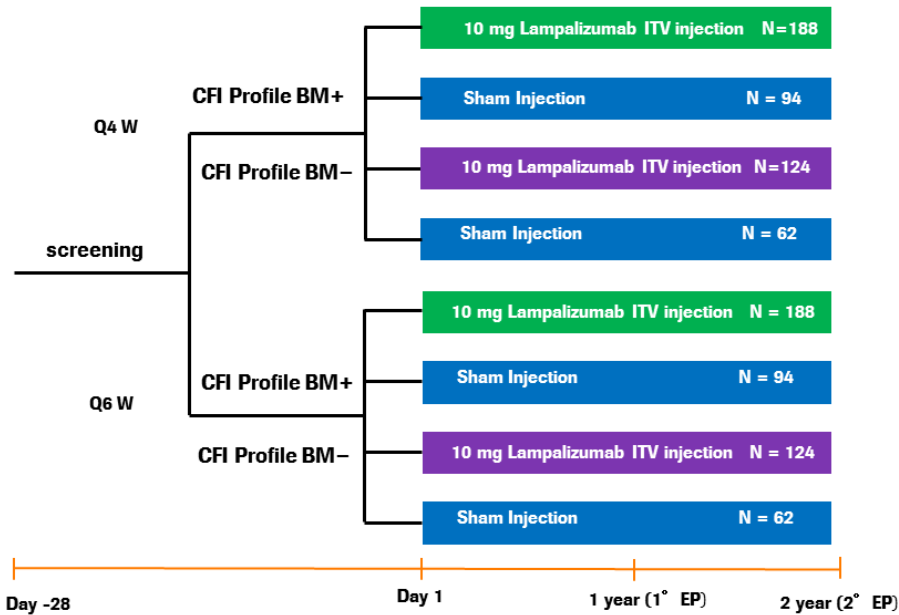 10 mg Lampalizumab ITV injection N=188
CFI Profile BM+
Sham Injection N = 94
Q4 W
CFI Profile BM−
10 mg Lampalizumab ITV injection N=124
Sham Injection N = 62
screening
10 mg Lampalizumab ITV injection N = 188
CFI Profile BM+
Sham Injection N = 94
Q6 W
CFI Profile BM−
10 mg Lampalizumab ITV injection N = 124
Sham Injection N = 62
Day -28
Day 1
1 year (1° EP)
2 year (2° EP)